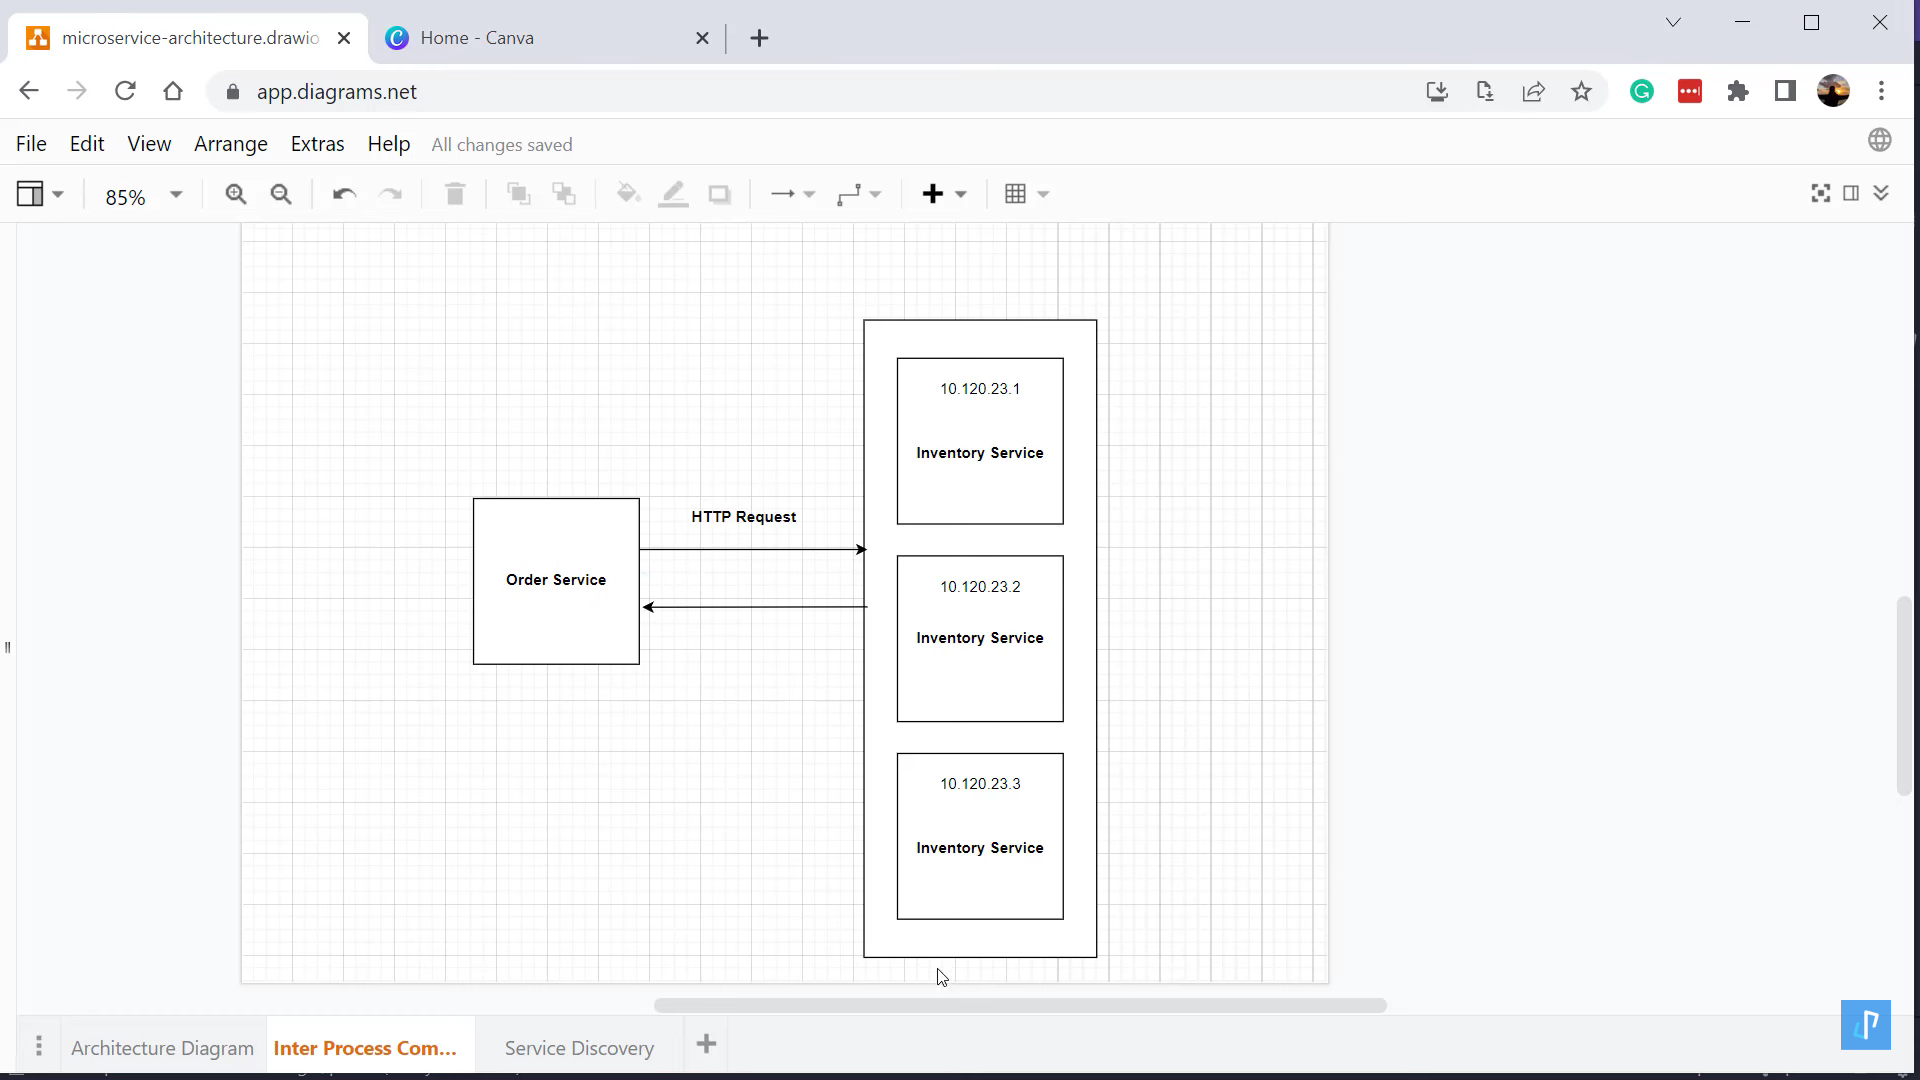 microservice-architecture.drawio
Home - Canva
app.diagrams.net
File Edit View Arrange Extras Help All changes saved
85%
10.120.23.1
Inventory Service
HTTP Request
Order Service
10.120.23.2
Inventory Service
10.120.23.3
Inventory Service
Architecture Diagram
Inter Process Com...
Service Discovery